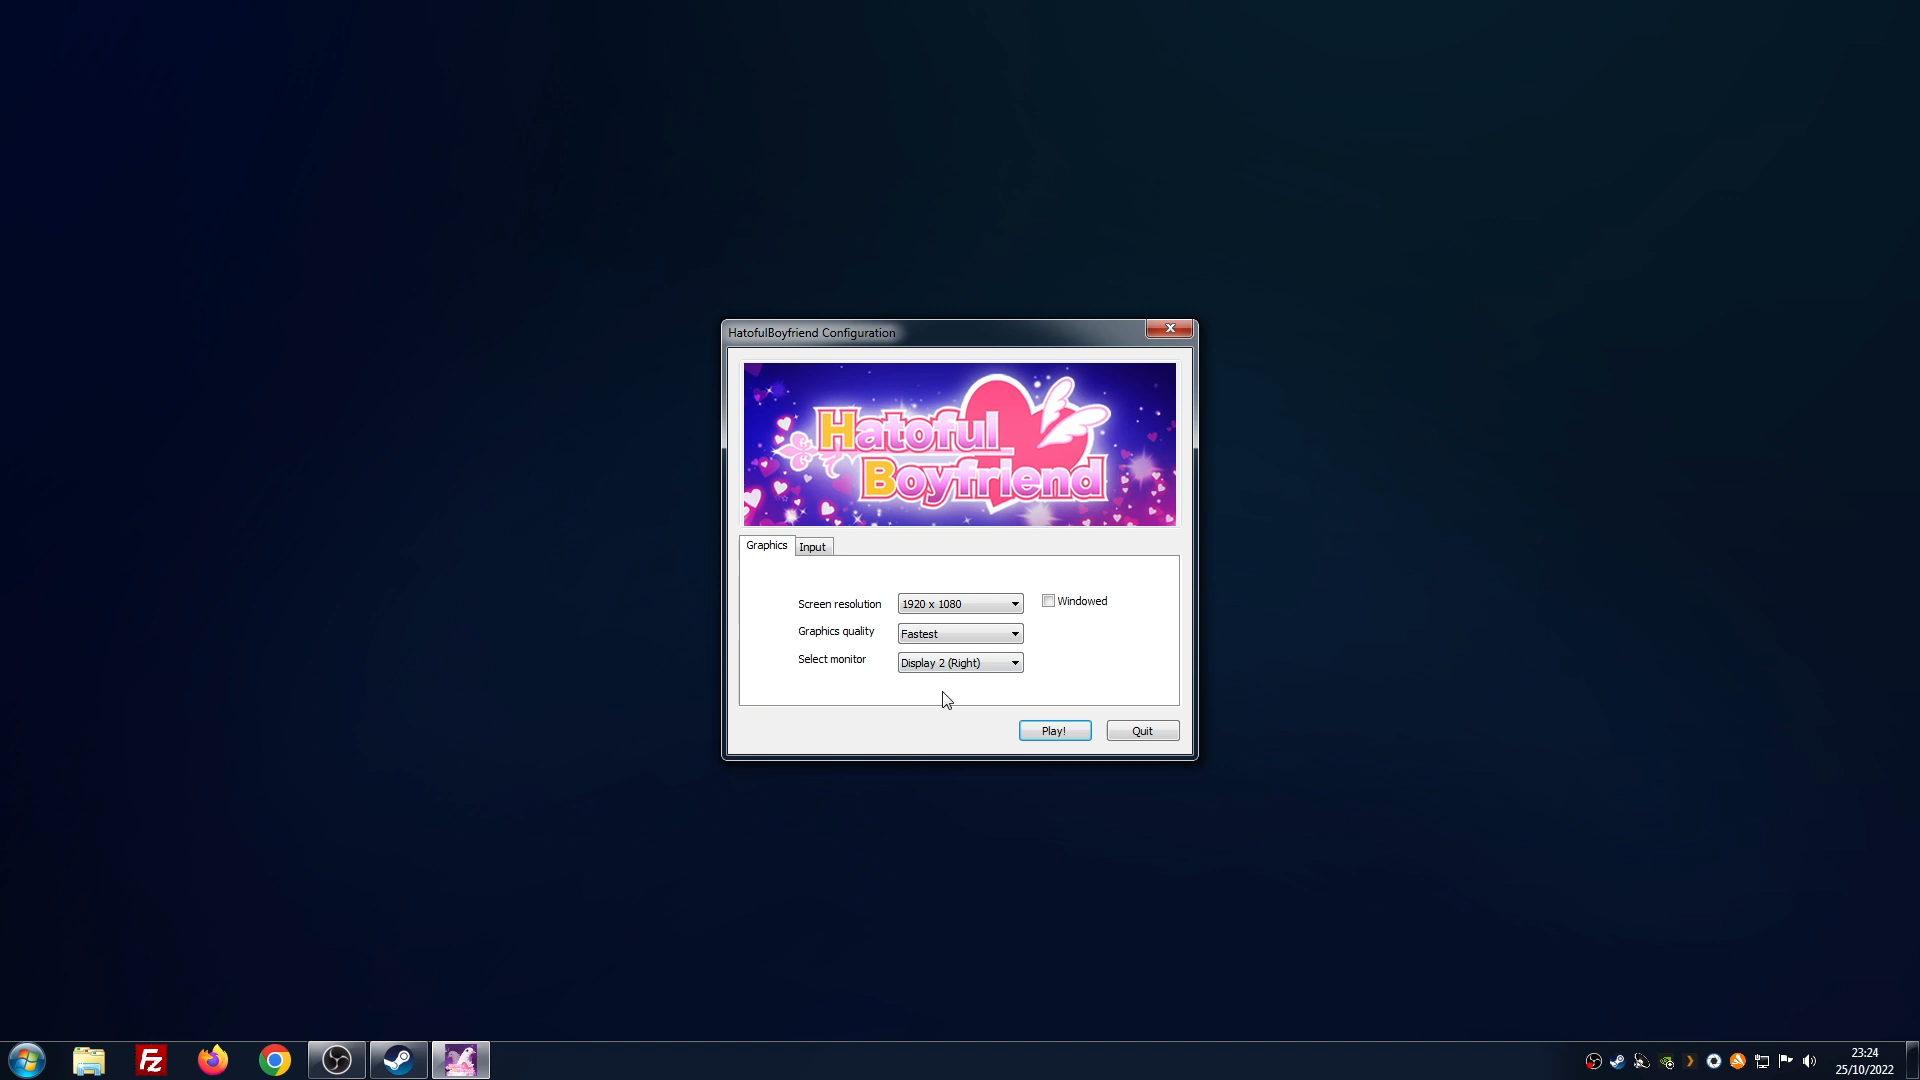 HatofulBoyfriend Configuration
Hatoful
Boyfriend
Graphics Input
Screen resolution 1920 x 1080 Windowed
Graphics quality Fastest
Select monitor Display 2 (Right)
Play! Quit
Fz
23:24
25/10/2022